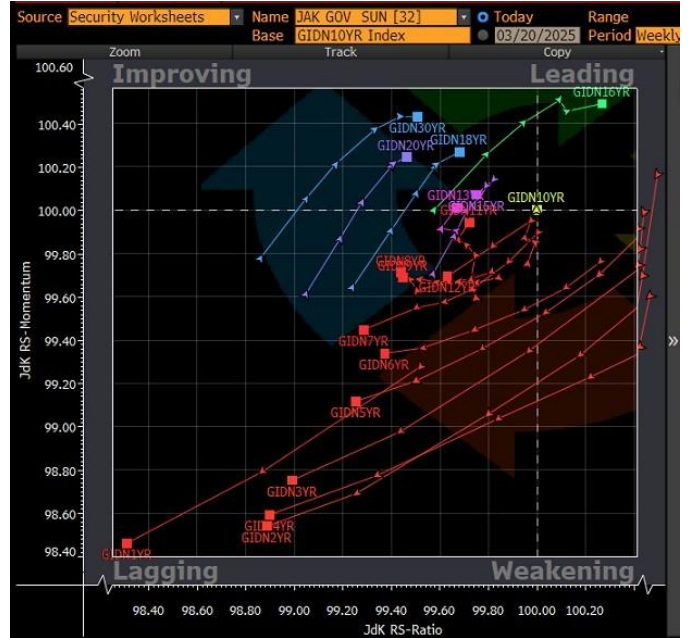 Source Security Worksheets Name JAK GOV SUN [32] Today Range
Base GIDN10YR Index 03/20/2025 Period Weekly
Zoom Track Copy
100.60
Improving Leading
GIDN16YR
100.40
GIDN30YR
GIDN18YR
GIDN20YR
100.20
GIDN13
GIDN10YR
GIDN15YR
100.00
99.80
GIDN12YR
99.60
GIDN7YR
99.40
GIDN6YR
99.20
GIDN5YR
99.00
98.80
GIDN3YR
98.60
GIDN4YR
GIDN2YR
98.40
GIDN1YR
Lagging Weakening
JdK RS-Momentum
»
98.40 98.60 98.80 99.00 99.20 99.40 99.60 99.80 100.00 100.20
JdK RS-Ratio